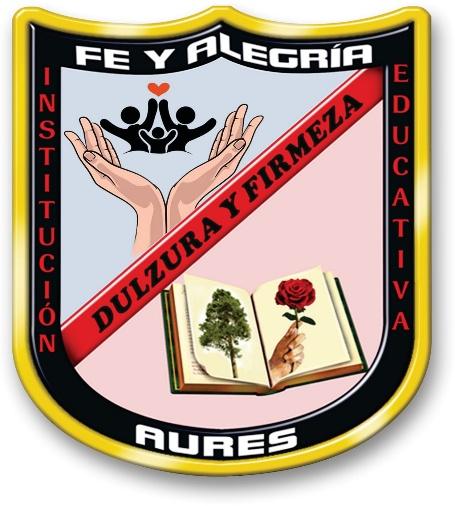 FE Y ALEGRÍA
INSTITUCIÓN
EDUCATIVA
DULZURA Y FIRMEZA
AURES